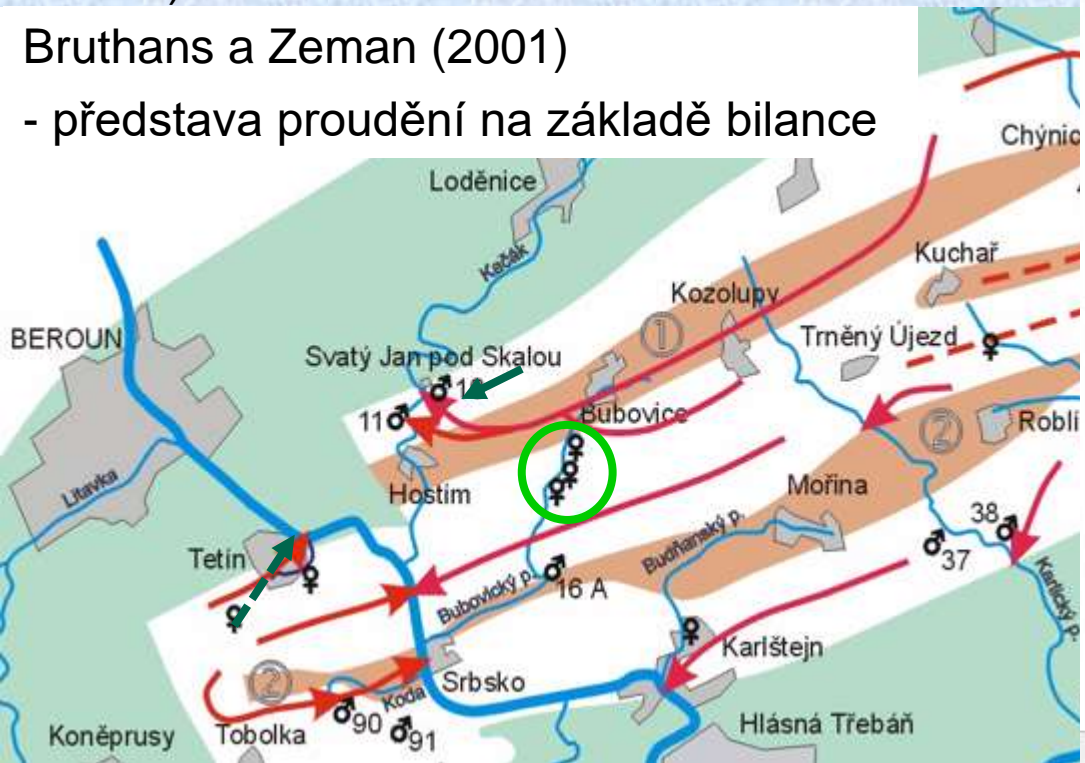 Bruthans a Zeman (2001)
- představa proudění na základě bilance
Chýnic
Loděnice
Kačák
Kuchař
Kozolupy
①
BEROUN
Trněný Újezd
Svatý Jan pod Skalou
11
Bubovice
②
Robli
Litavka
Hostím
Mořina
38
37
Tetín
Budňanský p.
Bubovický p.
16 A
Karlický p.
Karlštejn
②
Srbsko
Koda
90
91
Koněprusy
Tobolka
Hlásná Třebáň